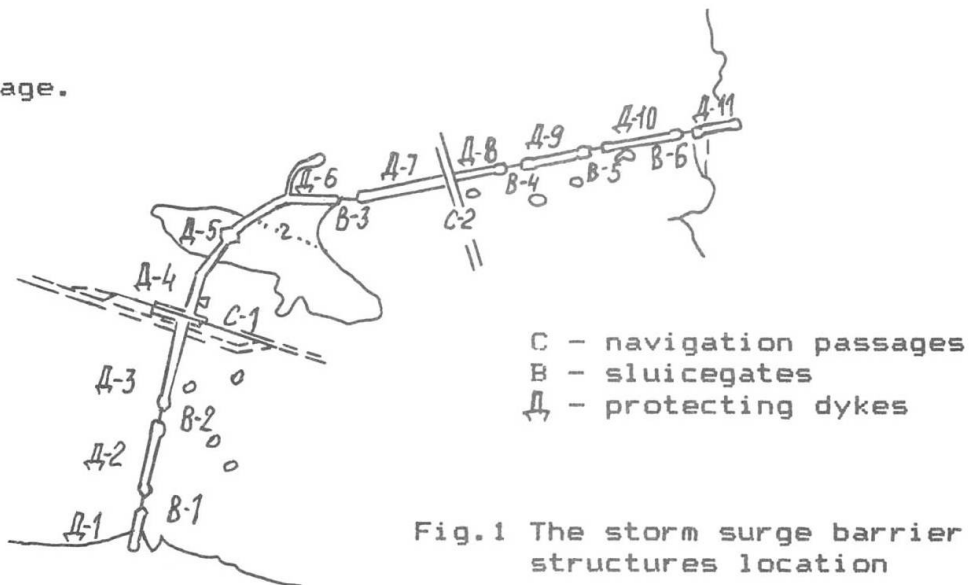 age.
Д-11
Д-10
Д-9
Д-8
В-6
В-5
В-4
Д-7
Д-6
В-3
С-2
Д-5
2
Д-4
С-1
С - navigation passages
В - sluicegates
Д - protecting dykes
Д-3
В-2
Д-2
В-1
Д-1
Fig.1 The storm surge barrier
structures location